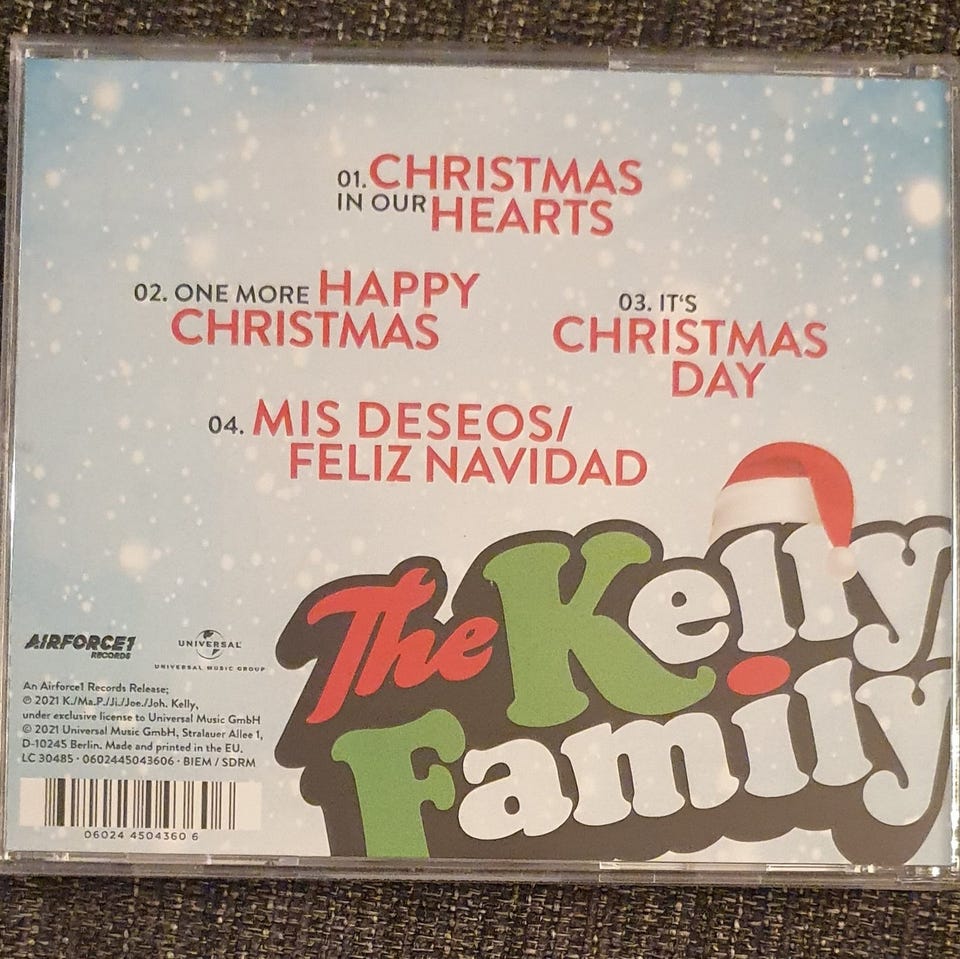 01. CHRISTMAS
IN OUR HEARTS
02. ONE MORE HAPPY
CHRISTMAS
03. IT'S
CHRISTMAS
DAY
04. MIS DESEOS/
FELIZ NAVIDAD
The Kelly
Family
AIRFORCE1
RECORDS
UNIVERSAL
UNIVERSAL MUSIC GROUP
An Airforce1 Records Release;
℗ 2021 K./Ma.P./Ji./Joe./Joh. Kelly,
under exclusive license to Universal Music GmbH
© 2021 Universal Music GmbH, Stralauer Allee 1,
D-10245 Berlin. Made and printed in the EU.
LC 30485 · 0602445043606 · BIEM / SDRM
06024 4504360 6